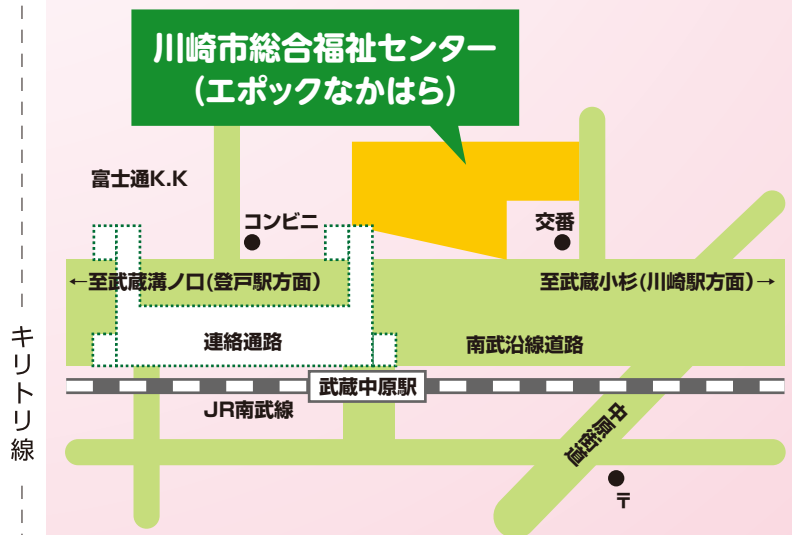 川崎市総合福祉センター
(エポックなかはら)
富士通K.K
コンビニ
交番
←至武蔵溝ノ口(登戸駅方面)
至武蔵小杉(川崎駅方面)→
連絡通路
南武沿線道路
武蔵中原駅
JR南武線
中原街道
〒
キリトリ線